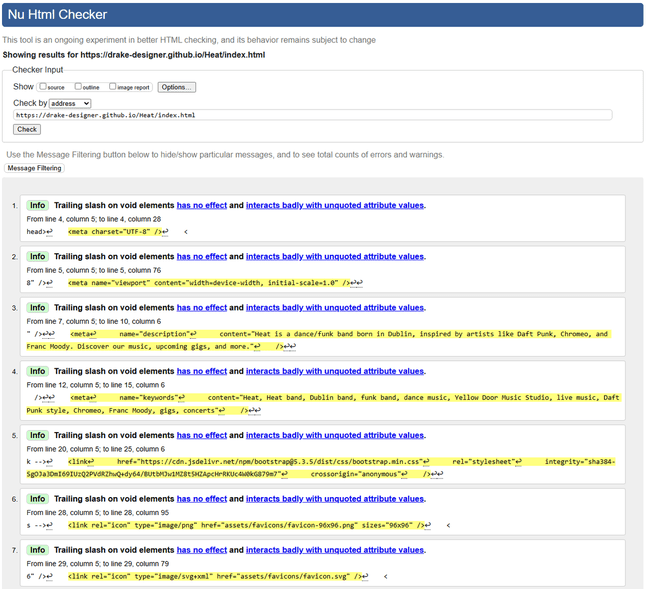 Nu Html Checker
This tool is an ongoing experiment in better HTML checking, and its behavior remains subject to change
Showing results for https://drake-designer.github.io/Heat/index.html
Checker Input
Show source outline image report Options...
Check by address
https://drake-designer.github.io/Heat/index.html
Check
Use the Message Filtering button below to hide/show particular messages, and to see total counts of errors and warnings.
Message Filtering
1. Info Trailing slash on void elements has no effect and interacts badly with unquoted attribute values.
From line 4, column 5; to line 4, column 28
head>↩ <meta charset="UTF-8" />↩ <
2. Info Trailing slash on void elements has no effect and interacts badly with unquoted attribute values.
From line 5, column 5; to line 5, column 76
8" />↩ <meta name="viewport" content="width=device-width, initial-scale=1.0" />↩↩
3. Info Trailing slash on void elements has no effect and interacts badly with unquoted attribute values.
From line 7, column 5; to line 10, column 6
" />↩↩ <meta↩ name="description"↩ content="Heat is a dance/funk band born in Dublin, inspired by artists like Daft Punk, Chromeo, and
Franc Moody. Discover our music, upcoming gigs, and more."↩ />↩↩
4. Info Trailing slash on void elements has no effect and interacts badly with unquoted attribute values.
From line 12, column 5; to line 15, column 6
/>↩↩ <meta↩ name="keywords"↩ content="Heat, Heat band, Dublin band, funk band, dance music, Yellow Door Music Studio, live music, Daft
Punk style, Chromeo, Franc Moody, gigs, concerts"↩ />↩↩
5. Info Trailing slash on void elements has no effect and interacts badly with unquoted attribute values.
From line 20, column 5; to line 25, column 6
k -->↩ <link↩ href="https://cdn.jsdelivr.net/npm/bootstrap@5.3.5/dist/css/bootstrap.min.css"↩ rel="stylesheet"↩ integrity="sha384-
crossorigin="anonymous"↩ />↩↩
6. Info Trailing slash on void elements has no effect and interacts badly with unquoted attribute values.
From line 28, column 5; to line 28, column 95
s -->↩ <link rel="icon" type="image/png" href="assets/favicons/favicon-96x96.png" sizes="96x96" />↩ <
7. Info Trailing slash on void elements has no effect and interacts badly with unquoted attribute values.
From line 29, column 5; to line 29, column 79
6" />↩ <link rel="icon" type="image/svg+xml" href="assets/favicons/favicon.svg" />↩ <